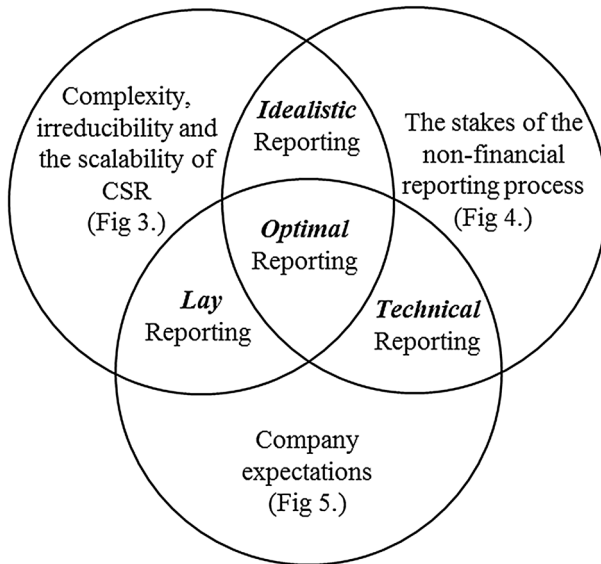 Complexity,
irreducibility and
the scalability of
CSR
(Fig 3.)
Idealistic
Reporting
The stakes of the
non-financial
reporting process
(Fig 4.)
Optimal
Reporting
Lay
Reporting
Technical
Reporting
Company
expectations
(Fig 5.)